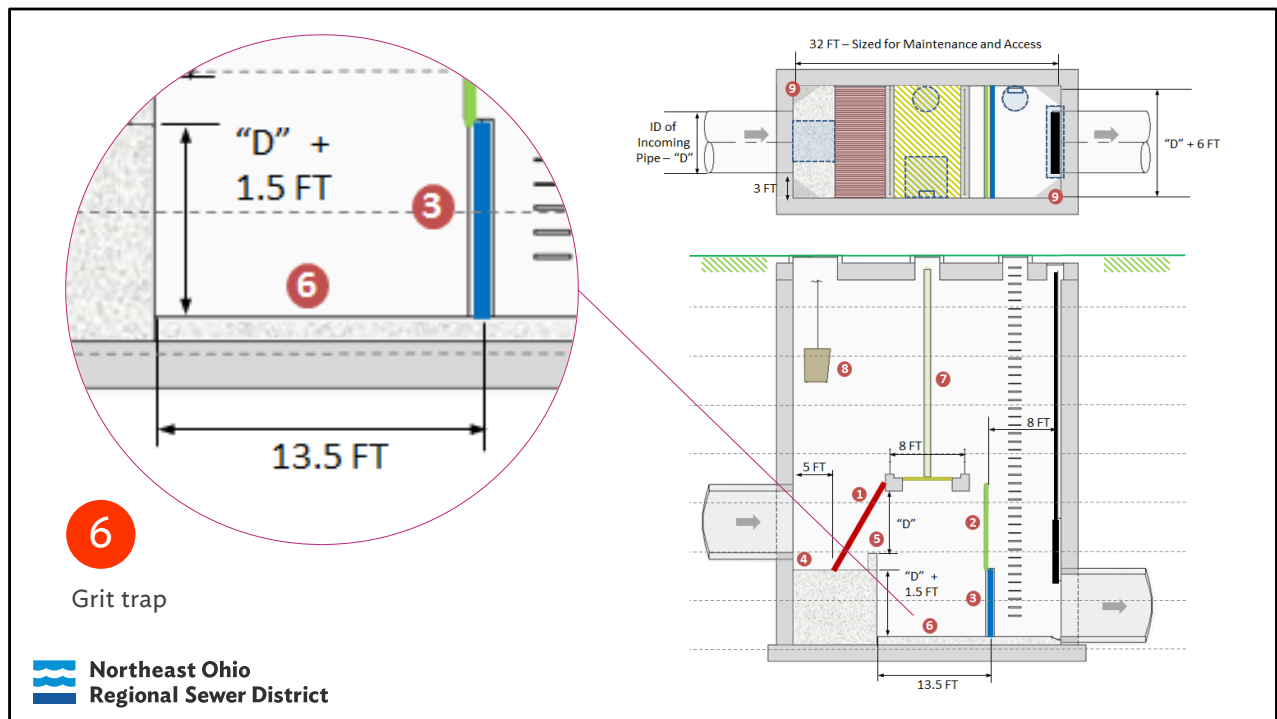 “D” +
1.5 FT
3
6
13.5 FT
6
Grit trap
Northeast Ohio
Regional Sewer District
32 FT – Sized for Maintenance and Access
9
ID of
Incoming
Pipe – “D”
3 FT
“D” + 6 FT
9
8
7
8 FT
8 FT
5 FT
1
2
“D”
5
4
“D” +
1.5 FT
3
6
13.5 FT